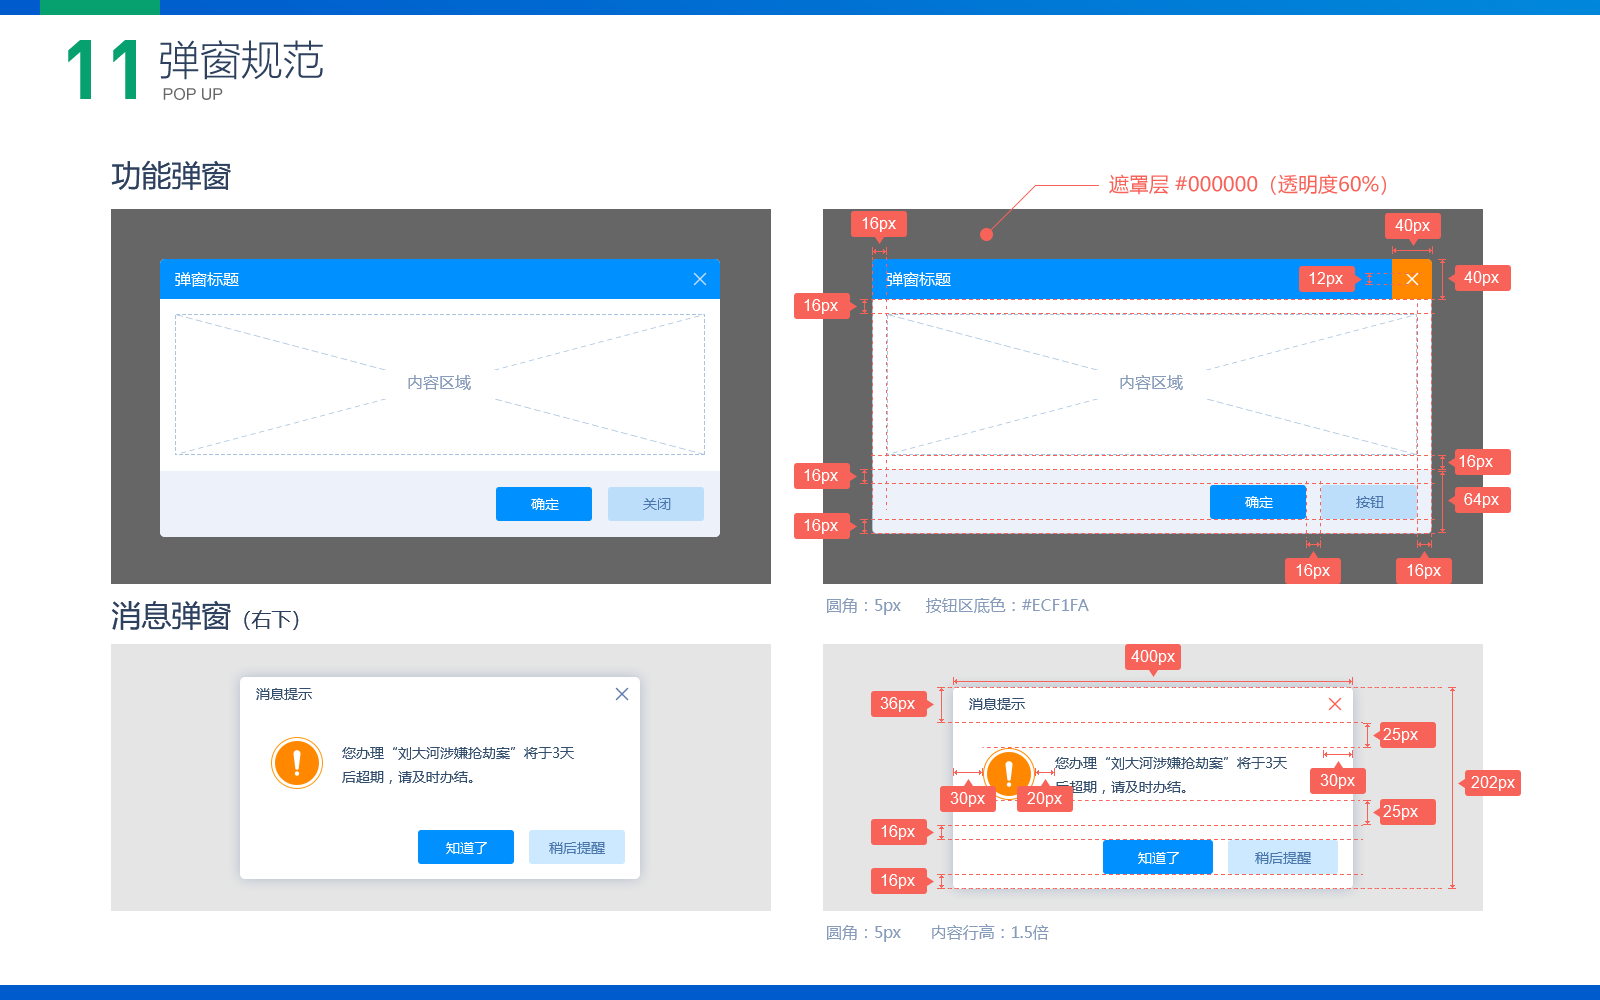 11 弹窗规范
POP UP
功能弹窗
遮罩层 #000000（透明度60%）
弹窗标题
内容区域
确定
关闭
16px
40px
弹窗标题
12px
40px
16px
内容区域
16px
16px
64px
确定
按钮
16px
16px
16px
圆角：5px
按钮区底色：#ECF1FA
消息弹窗（右下）
消息提示
您办理“刘大河涉嫌抢劫案”将于3天
后超期，请及时办结。
知道了
稍后提醒
400px
36px
消息提示
25px
您办理“刘大河涉嫌抢劫案”将于3天
后超期，请及时办结。
30px
202px
30px
20px
25px
16px
知道了
稍后提醒
16px
圆角：5px
内容行高：1.5倍